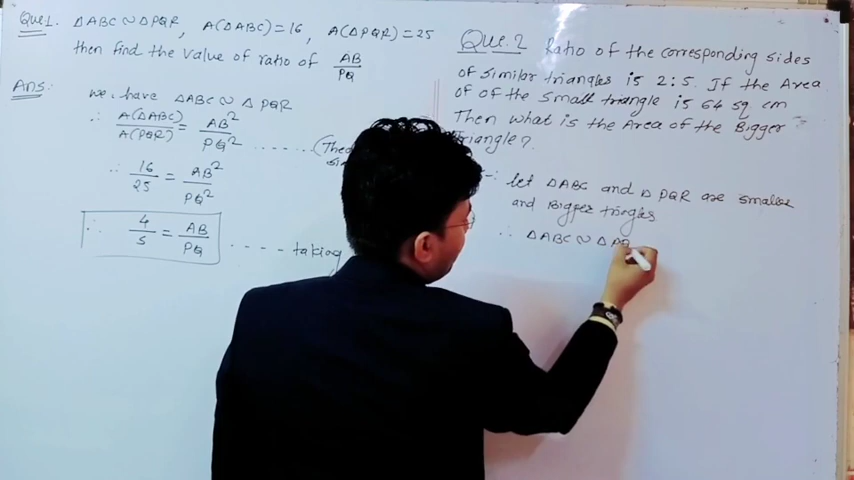 Que.1. △ABC ∼ △PQR, A(△ABC)=16, A(△PQR)=25
then find the value of ratio of AB/PQ
Ans:
we have △ABC ∼ △PQR
∴ A(△ABC)/A(PQR) = AB²/PQ² ......
∴ 16/25 = AB²/PQ²
∴ 4/5 = AB/PQ .... taking
Que.2 Ratio of the corresponding sides
of similar triangles is 2:5. If the Area
of of the small triangle is 64 sq cm
Then what is the Area of the Bigger
triangle?
let △ABC and △PQR are smaller
and Bigger triagles
∴ △ABC ∼ △PQ